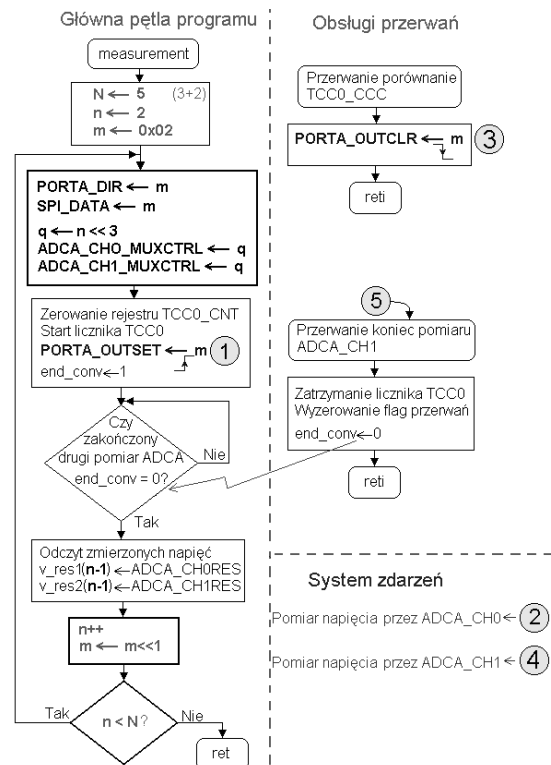 Główna pętla programu
measurement
N ← 5 (3+2)
n ← 2
m ← 0x02
PORTA_DIR ← m
SPI_DATA ← m
q ← n << 3
ADCA_CHO_MUXCTRL ← q
ADCA_CH1_MUXCTRL ← q
Zerowanie rejestru TCC0_CNT
Start licznika TCC0
PORTA_OUTSET ← m 1
end_conv←1
Czy
zakończony
drugi pomiar ADCA
end_conv = 0?
Nie
Tak
Odczyt zmierzonych napięć
v_res1(n-1) ←ADCA_CH0RES
v_res2(n-1) ←ADCA_CH1RES
n++
m ← m<<1
Tak
n < N?
Nie
ret
Obsługi przerwań
Przerwanie porównanie
TCC0_CCC
PORTA_OUTCLR ← m 3
reti
5
Przerwanie koniec pomiaru
ADCA_CH1
Zatrzymanie licznika TCC0
Wyzerowanie flag przerwań
end_conv←0
reti
System zdarzeń
Pomiar napięcia przez ADCA_CH0← 2
Pomiar napięcia przez ADCA_CH1← 4